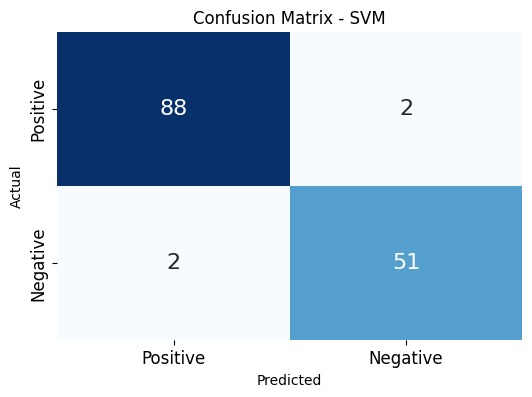 Confusion Matrix - SVM
Actual
Positive
88
2
Negative
2
51
Positive
Negative
Predicted